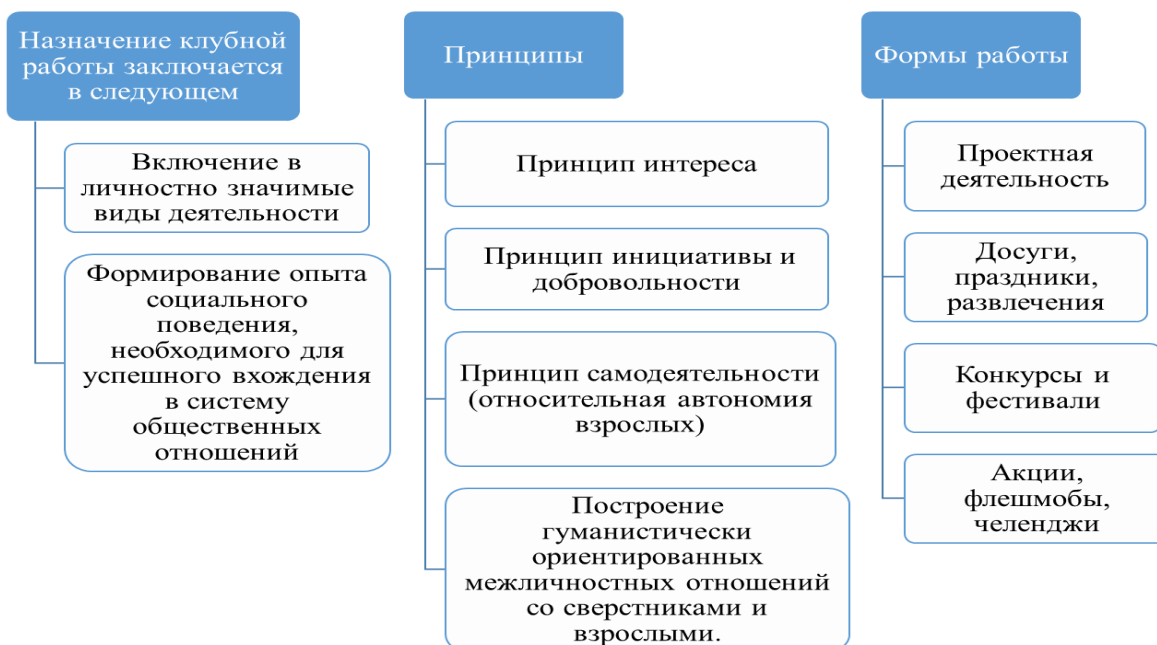 Назначение клубной
работы заключается
в следующем
Включение в
личностно значимые
виды деятельности
Формирование опыта
социального
поведения,
необходимого для
успешного вхождения
в систему
общественных
отношений
Принципы
Принцип интереса
Принцип инициативы и
добровольности
Принцип самодеятельности
(относительная автономия
взрослых)
Построение
гуманистически
ориентированных
межличностных отношений
со сверстниками и
взрослыми.
Формы работы
Проектная
деятельность
Досуги,
праздники,
развлечения
Конкурсы и
фестивали
Акции,
флешмобы,
челенджи